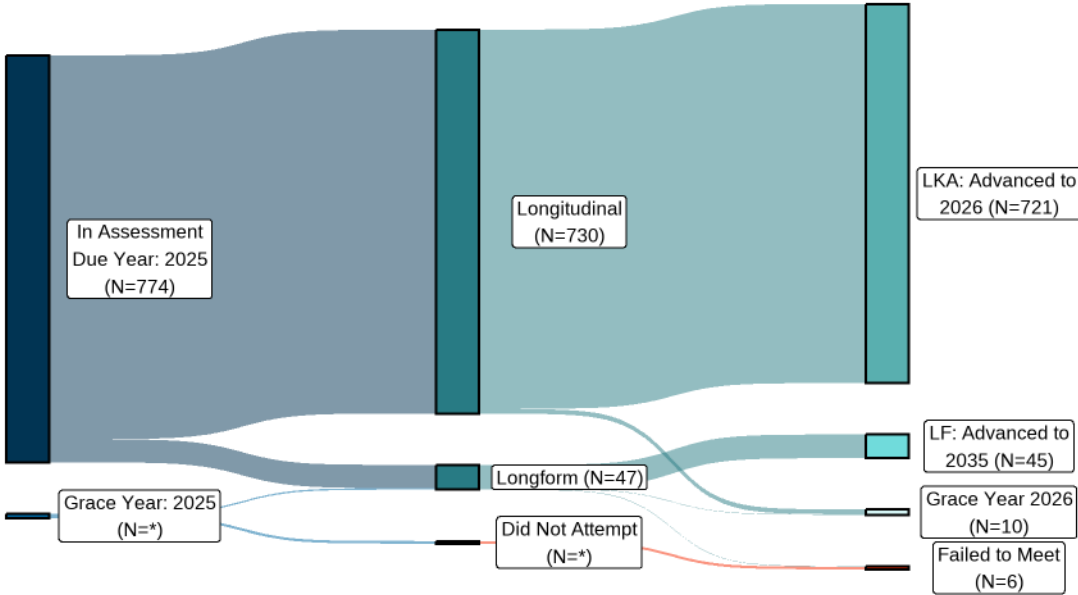 In Assessment
Due Year: 2025
(N=774)
Grace Year: 2025
(N=*)
Longitudinal
(N=730)
Longform (N=47)
Did Not Attempt
(N=*)
LKA: Advanced to
2026 (N=721)
LF: Advanced to
2035 (N=45)
Grace Year 2026
(N=10)
Failed to Meet
(N=6)